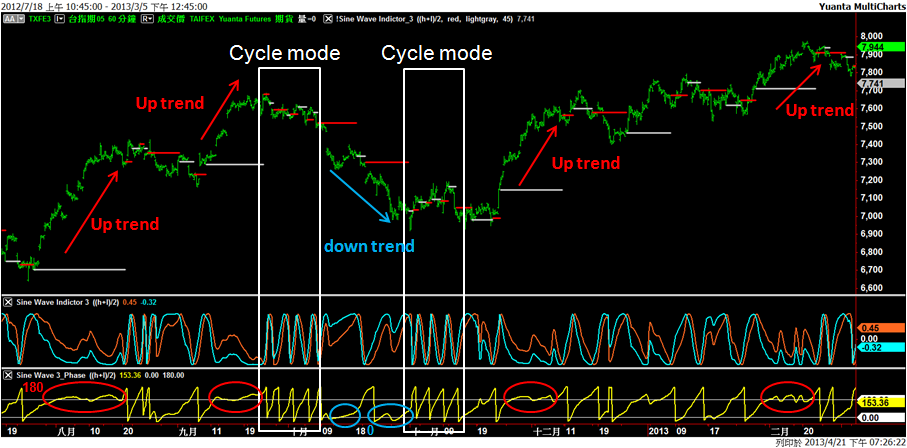 2012/7/18 上午 10:45:00 - 2013/3/5 下午 12:45:00
Yuanta MultiCharts
AA TXFE3 台指期05 60分鐘 R 成交價 TAIFEX Yuanta Futures 期貨 量=0 !Sine Wave Indictor_3 ((h+l)/2, red, lightgray, 45) 7,741
Cycle mode
Cycle mode
8,000
7,944
7,900
7,800
7,741
7,700
7,600
7,500
7,400
7,300
7,200
7,100
7,000
6,900
6,800
6,700
6,600
Up trend
Up trend
down trend
Up trend
Up trend
Sine Wave Indictor 3 ((h+l)/2) 0.45 -0.32
0.45
0.00
-0.32
Sine Wave 3_Phase ((h+l)/2) 153.36 0.00 180.00
180
0
153.36
0.00
19 八月 10 20 九月 11 19 十月 09 18 十一月 00 19 十二月 11 19 2013 09 17 二月 20
列印於 2013/4/21 下午 07:26:22